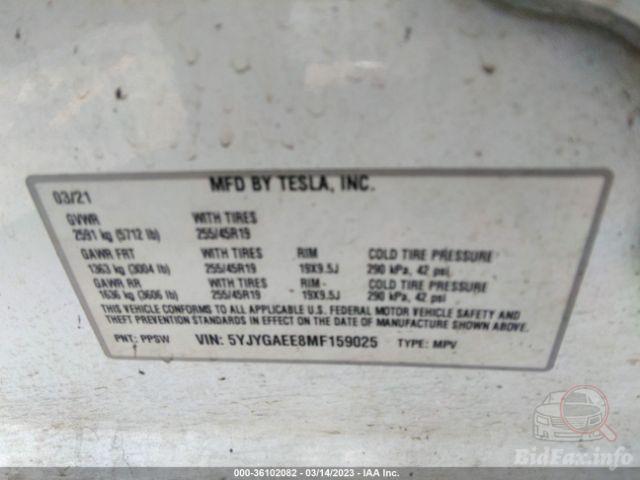 03/21 MFD BY TESLA, INC.
GVWR WITH TIRES
2591 kg (5712 lb) 255/45R19
GAWR FRT WITH TIRES RIM COLD TIRE PRESSURE
1363 kg (3004 lb) 255/45R19 19X9.5J 290 kPa, 42 psi
GAWR RR WITH TIRES RIM COLD TIRE PRESSURE
1636 kg (3606 lb) 255/45R19 19X9.5J 290 kPa, 42 psi
THIS VEHICLE CONFORMS TO ALL APPLICABLE U.S. FEDERAL MOTOR VEHICLE SAFETY AND
THEFT PREVENTION STANDARDS IN EFFECT ON THE DATE OF MANUFACTURE SHOWN ABOVE.
PNT: PPSW VIN: 5YJYGAEE8MF159025 TYPE: MPV
BidFax.info
000-36102082 - 03/14/2023 - IAA Inc.